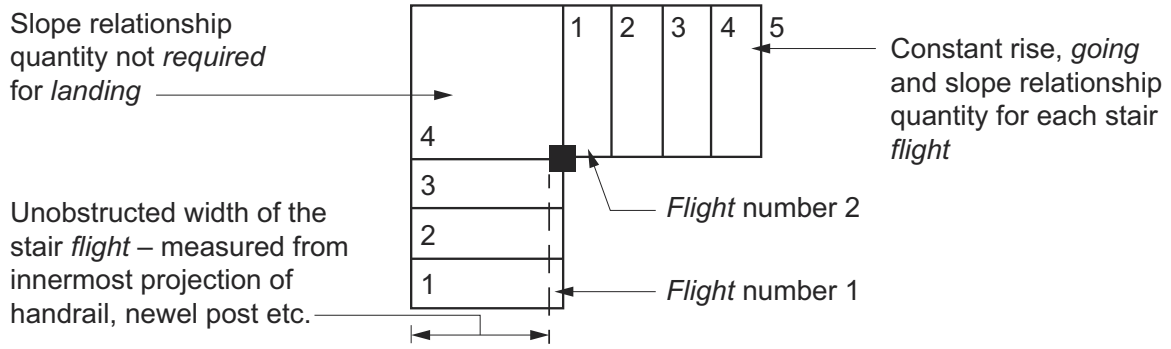 Slope relationship
quantity not required
for landing
1 2 3 4 5
Constant rise, going
and slope relationship
quantity for each stair
flight
4
3
2
1
Unobstructed width of the
stair flight – measured from
innermost projection of
handrail, newel post etc.
Flight number 2
Flight number 1